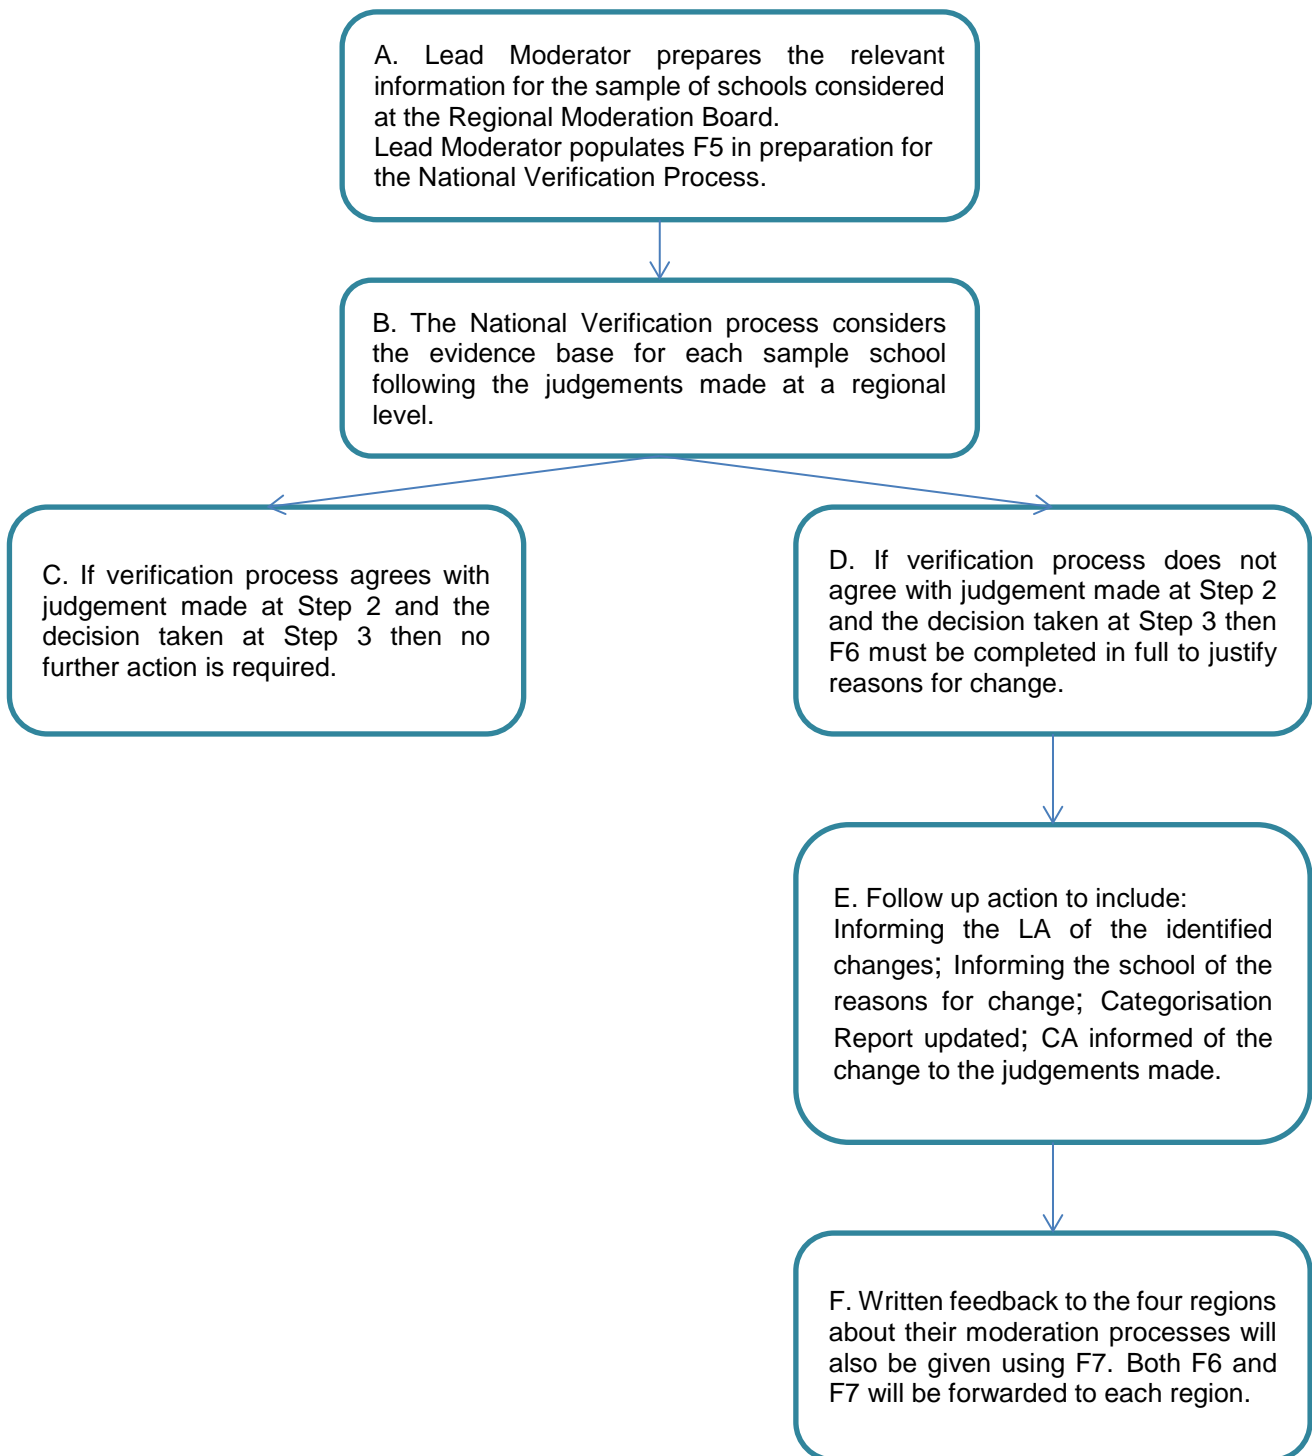 A. Lead Moderator prepares the relevant
information for the sample of schools considered
at the Regional Moderation Board.
Lead Moderator populates F5 in preparation for
the National Verification Process.
B. The National Verification process considers
the evidence base for each sample school
following the judgements made at a regional
level.
C. If verification process agrees with
judgement made at Step 2 and the
decision taken at Step 3 then no
further action is required.
D. If verification process does not
agree with judgement made at Step 2
and the decision taken at Step 3 then
F6 must be completed in full to justify
reasons for change.
E. Follow up action to include:
Informing the LA of the identified
changes; Informing the school of the
reasons for change; Categorisation
Report updated; CA informed of the
change to the judgements made.
F. Written feedback to the four regions
about their moderation processes will
also be given using F7. Both F6 and
F7 will be forwarded to each region.